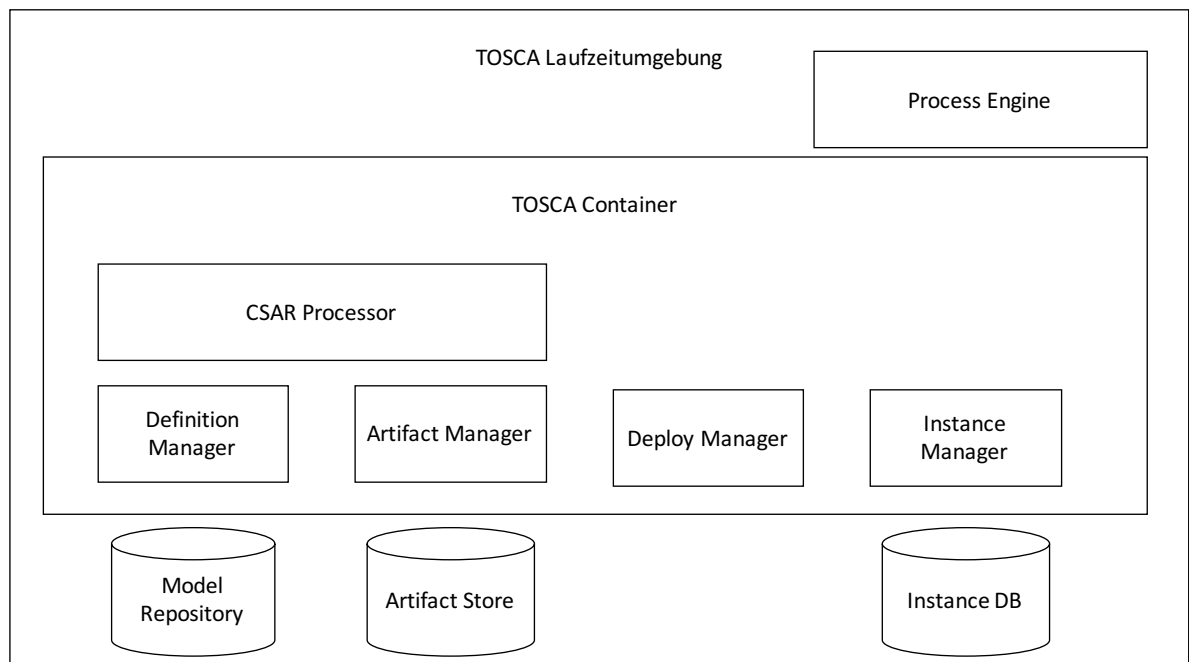 TOSCA Laufzeitumgebung
Process Engine
TOSCA Container
CSAR Processor
Definition
Manager
Artifact Manager
Deploy Manager
Instance
Manager
Model
Repository
Artifact Store
Instance DB